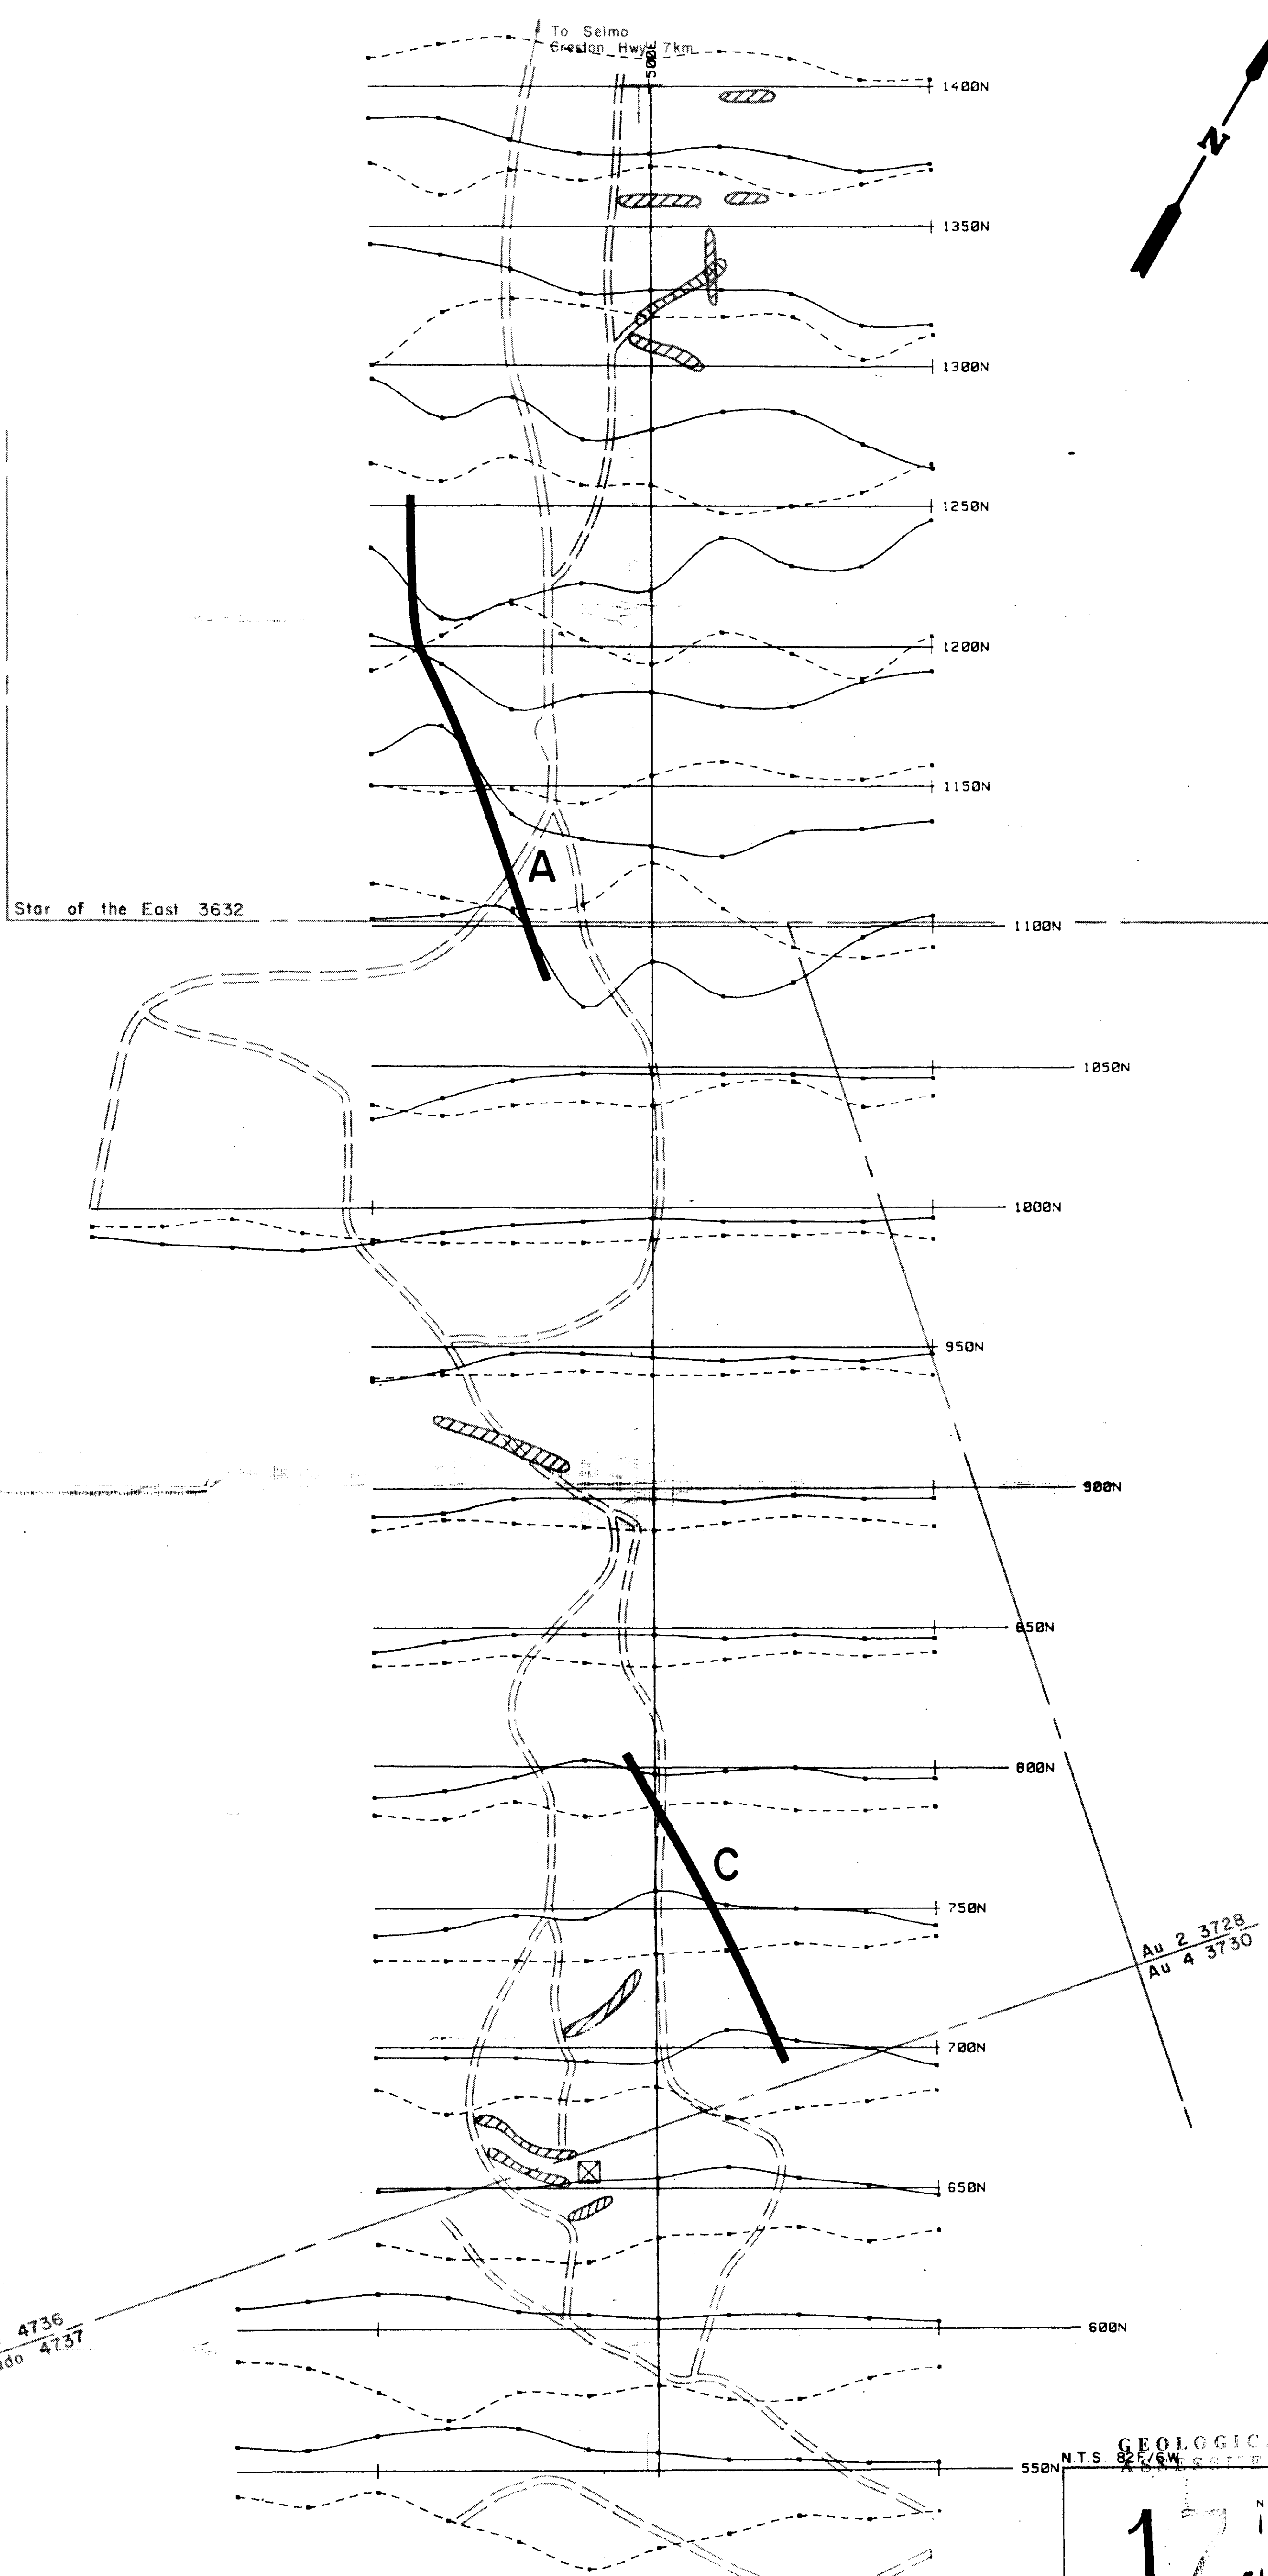 To Selmo
Creston Hwy 7km
500E
1400N
N
1350N
1300N
1250N
1200N
1150N
A
Star of the East 3632
1100N
1050N
1000N
950N
900N
850N
800N
C
750N
Au 2 3728
Au 4 3730
700N
650N
4736
4737
600N
N.T.S. 82F/6W
550N
N
17